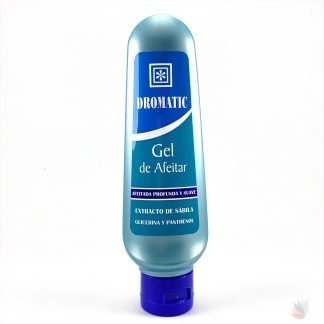 DROMATIC
Gel
de Afeitar
AFEITADA PROFUNDA Y SUAVE
EXTRACTO DE SÁBILA
GLICERINA Y PANTHENOL